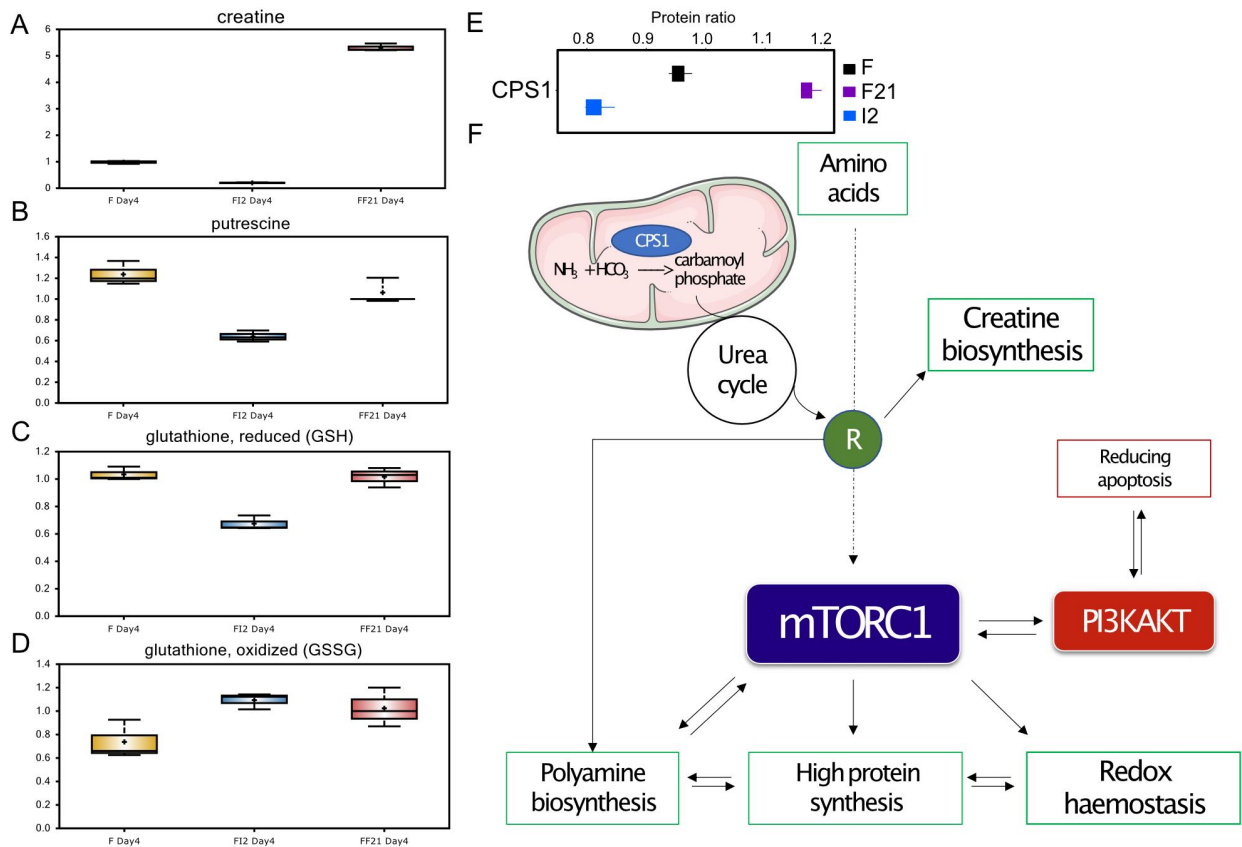 A
creatine
6
5
4
3
2
1
0
F Day4
FI2 Day4
FF21 Day4
B
putrescine
1.6
1.4
1.2
1.0
0.8
0.6
0.4
0.2
0.0
F Day4
FI2 Day4
FF21 Day4
C
glutathione, reduced (GSH)
1.2
1.0
0.8
0.6
0.4
0.2
0.0
F Day4
FI2 Day4
FF21 Day4
D
glutathione, oxidized (GSSG)
1.4
1.2
1.0
0.8
0.6
0.4
0.2
0.0
F Day4
FI2 Day4
FF21 Day4
E
Protein ratio
0.8 0.9 1.0 1.1 1.2
CPS1
F
F21
I2
F
Amino
acids
CPS1
NH3 + HCO3
carbamoyl
phosphate
Urea
cycle
Creatine
biosynthesis
R
Reducing
apoptosis
mTORC1
PI3KAKT
Polyamine
biosynthesis
High protein
synthesis
Redox
haemostasis